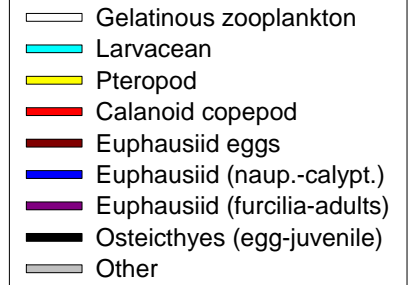 Gelatinous zooplankton
Larvacean
Pteropod
Calanoid copepod
Euphausiid eggs
Euphausiid (naup.-calypt.)
Euphausiid (furcilia-adults)
Osteicthyes (egg-juvenile)
Other